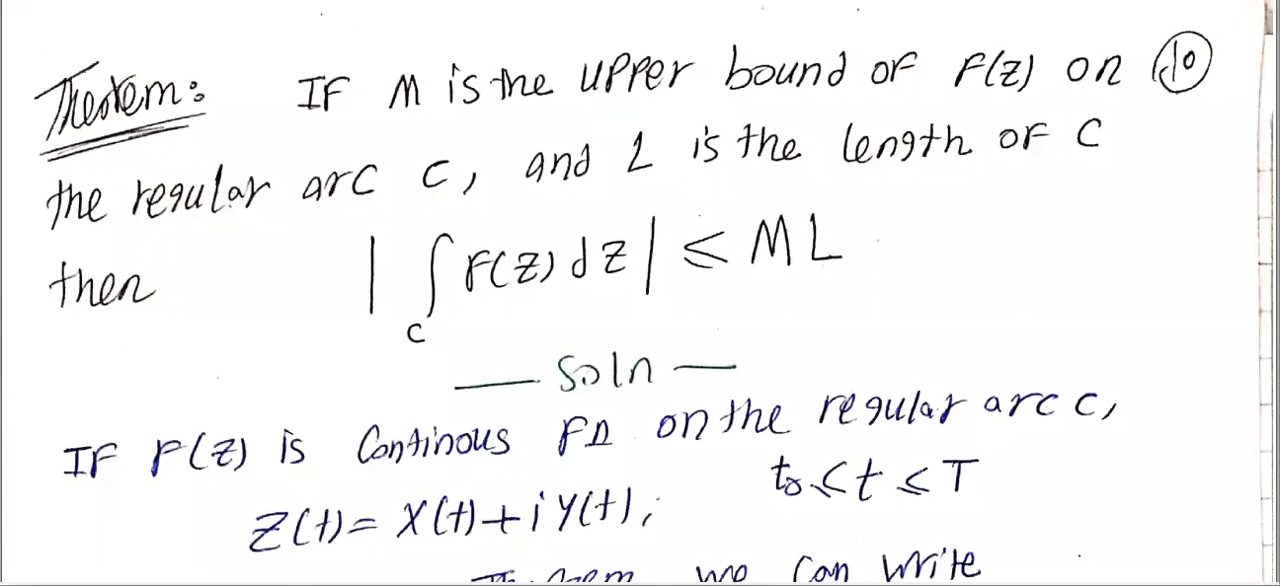 Theorem: IF M is the upper bound of F(z) on 10
the regular arc C, and L is the length of C
then | ∫ F(z) dz | ≤ ML
C
— Soln —
IF F(z) is Continous Fn on the regular arc C,
Z(t) = X(t) + i Y(t); t₀ ≤ t ≤ T
we can write